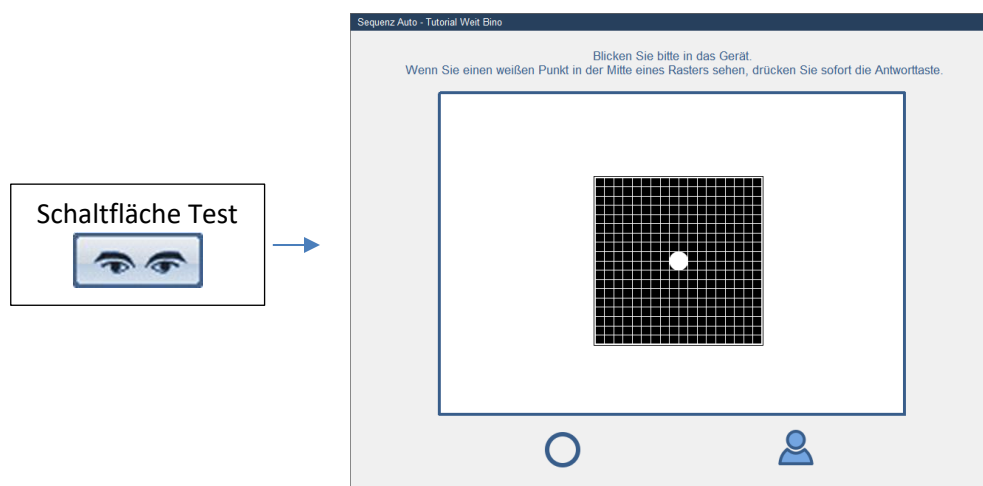 Sequenz Auto - Tutorial Weit Bino
Blicken Sie bitte in das Gerät.
Wenn Sie einen weißen Punkt in der Mitte eines Rasters sehen, drücken Sie sofort die Antworttaste.
Schaltfläche Test